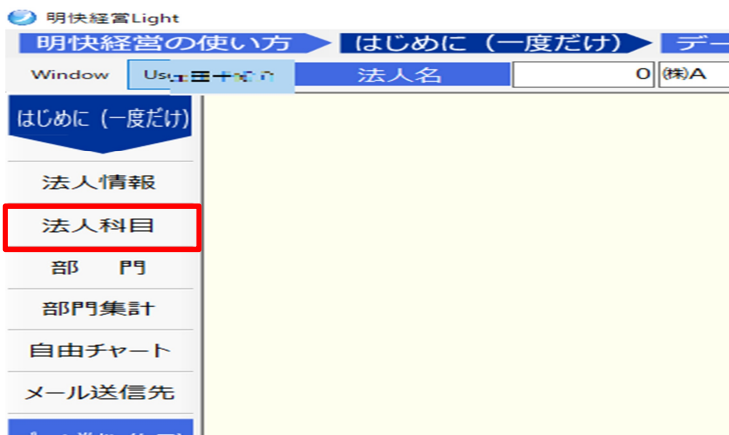 明快経営Light
明快経営の使い方 はじめに（一度だけ） デー
Window 法人名 0 ㈱A
はじめに（一度だけ）
法人情報
法人科目
部　門
部門集計
自由チャート
メール送信先